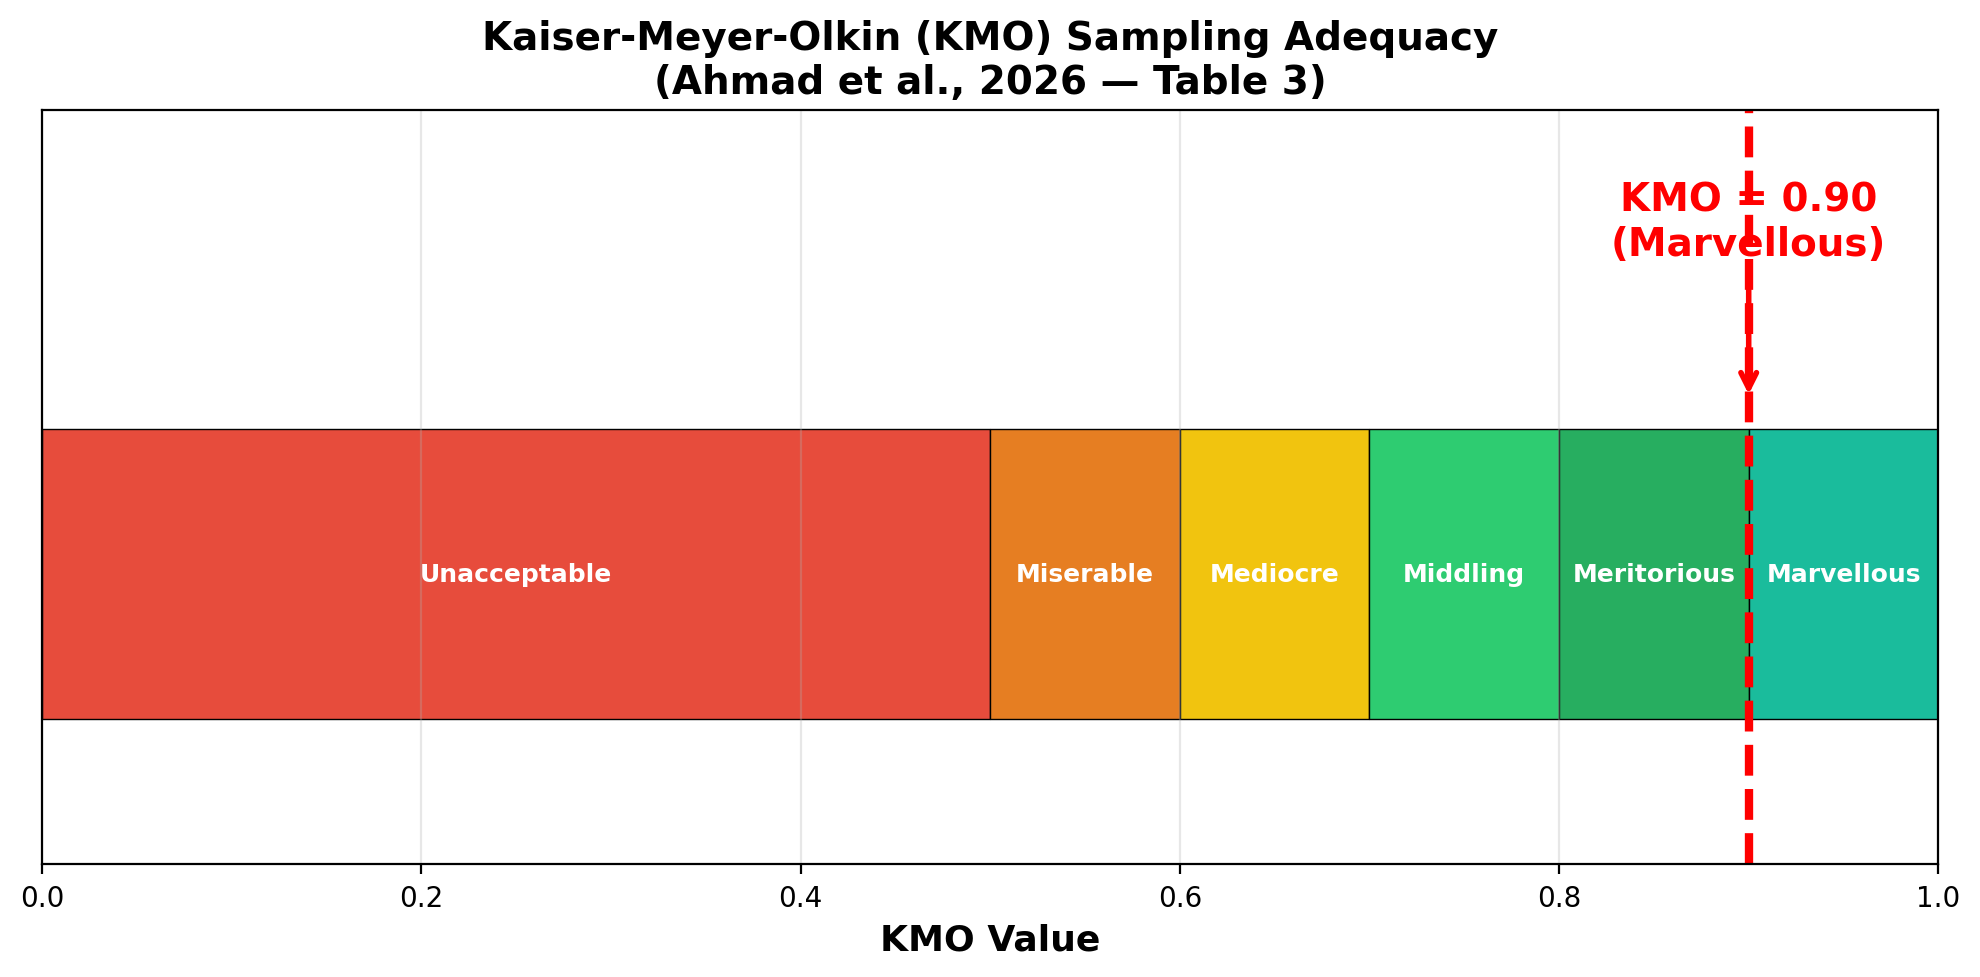 Kaiser-Meyer-Olkin (KMO) Sampling Adequacy
(Ahmad et al., 2026 — Table 3)
KMO = 0.90
(Marvellous)
Unacceptable Miserable Mediocre Middling Meritorious Marvellous
0.0 0.2 0.4 0.6 0.8 1.0
KMO Value